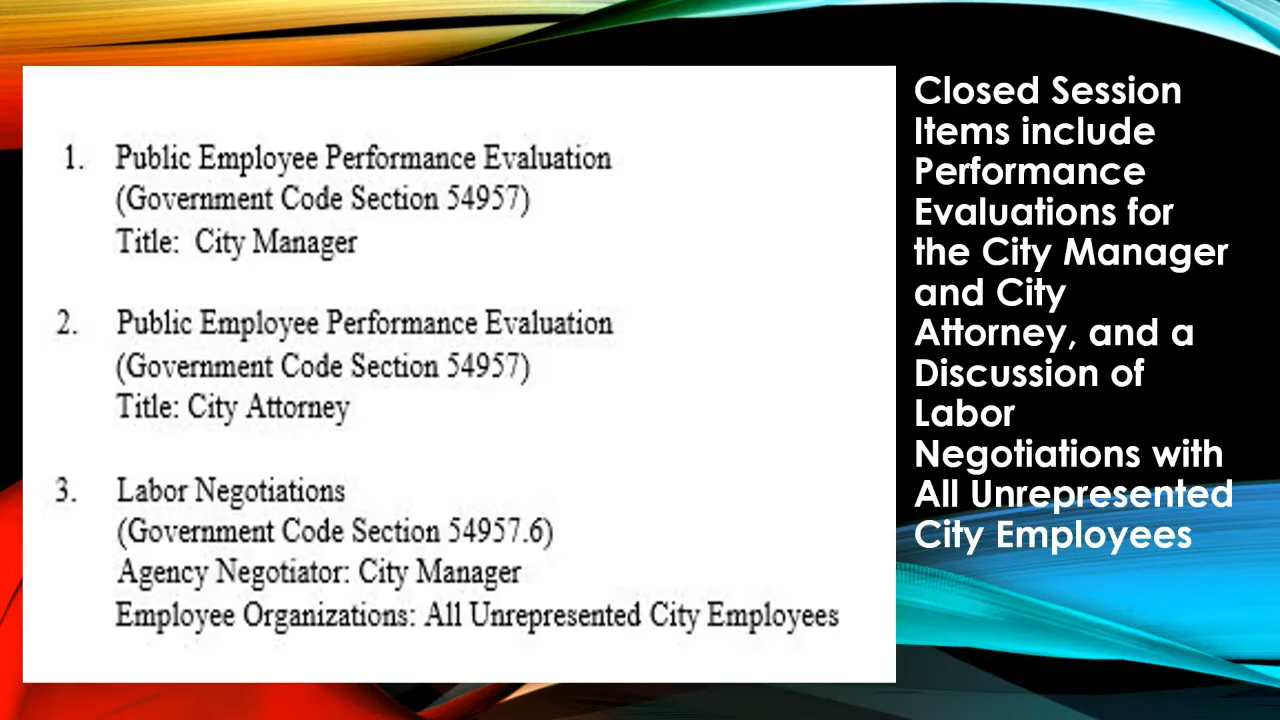 1. Public Employee Performance Evaluation
(Government Code Section 54957)
Title: City Manager
2. Public Employee Performance Evaluation
(Government Code Section 54957)
Title: City Attorney
3. Labor Negotiations
(Government Code Section 54957.6)
Agency Negotiator: City Manager
Employee Organizations: All Unrepresented City Employees
Closed Session
Items include
Performance
Evaluations for
the City Manager
and City
Attorney, and a
Discussion of
Labor
Negotiations with
All Unrepresented
City Employees